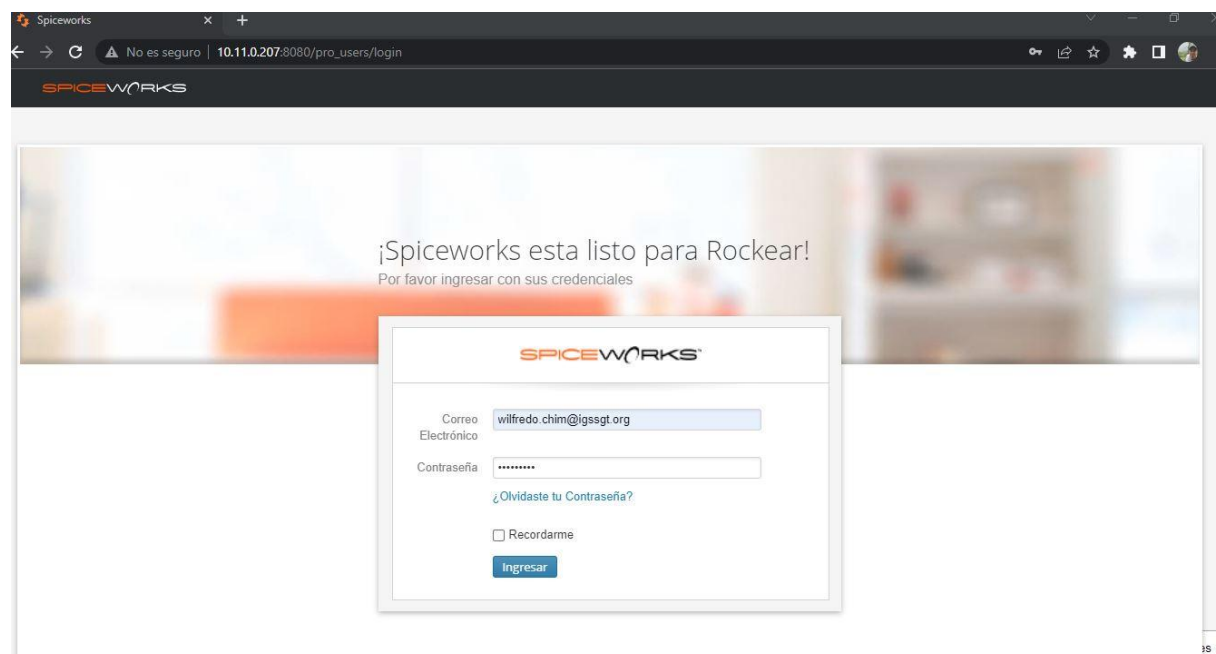 Spiceworks
No es seguro | 10.11.0.207:8080/pro_users/login
SPICEWORKS
¡Spiceworks esta listo para Rockear!
Por favor ingresar con sus credenciales
SPICEWORKS
Correo Electrónico
wilfredo.chim@igssgt.org
Contraseña
•••••••••
¿Olvidaste tu Contraseña?
Recordarme
Ingresar